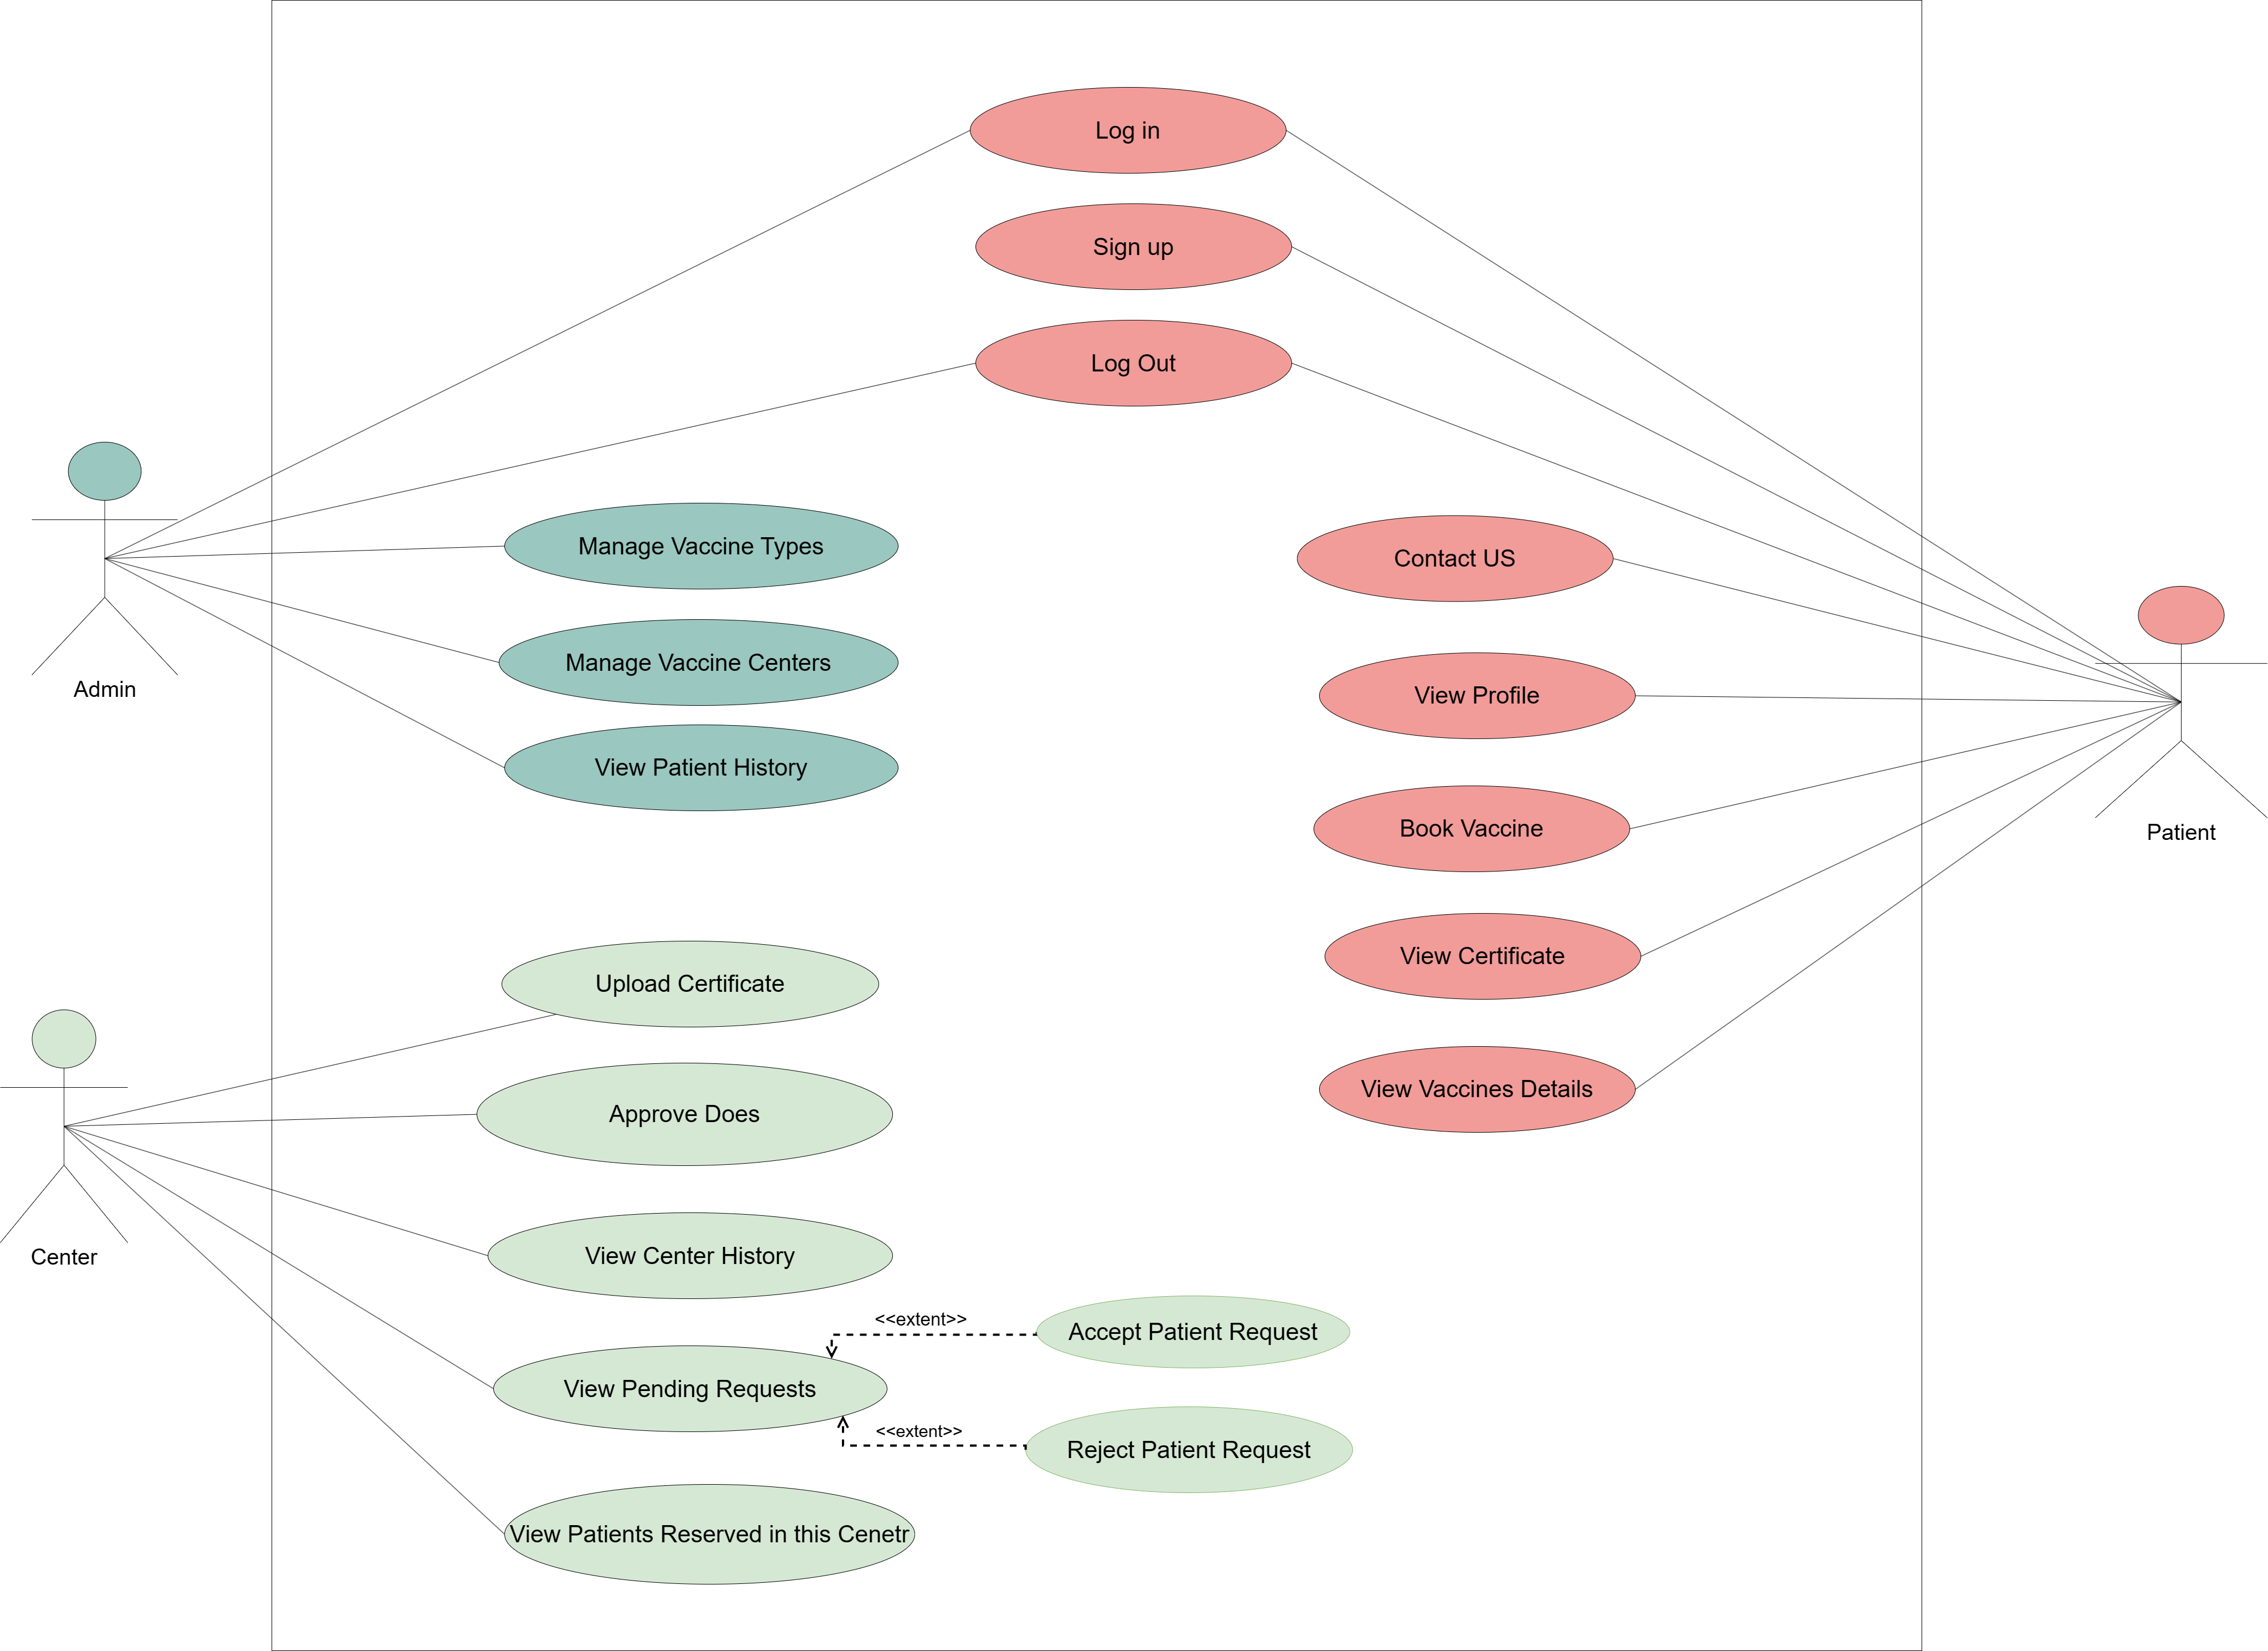 Log in
Sign up
Log Out
Manage Vaccine Types
Contact US
Manage Vaccine Centers
Admin
View Profile
View Patient History
Book Vaccine
Patient
View Certificate
Upload Certificate
View Vaccines Details
Approve Does
View Center History
Center
<<extent>>
Accept Patient Request
View Pending Requests
<<extent>>
Reject Patient Request
View Patients Reserved in this Cenetr